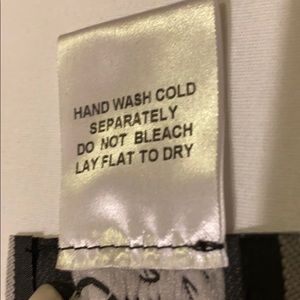 HAND WASH COLD
SEPARATELY
DO NOT BLEACH
LAY FLAT TO DRY